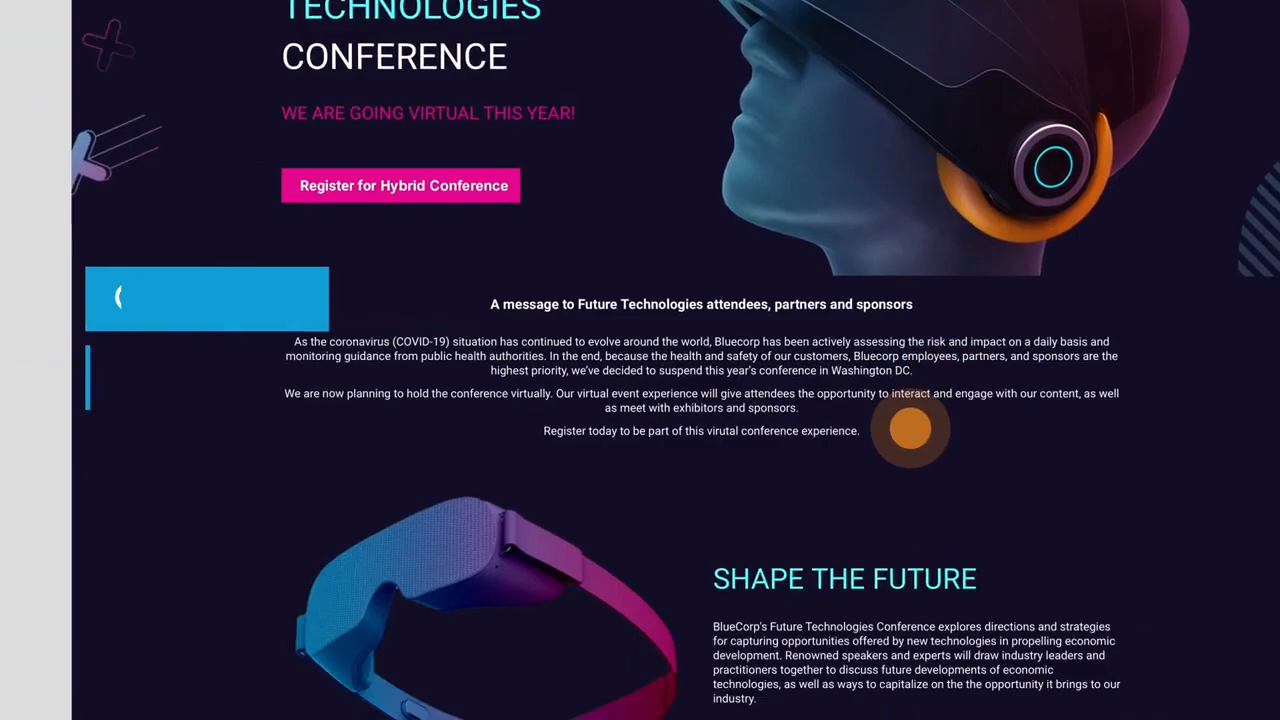 TECHNOLOGIES
CONFERENCE
WE ARE GOING VIRTUAL THIS YEAR!
Register for Hybrid Conference
A message to Future Technologies attendees, partners and sponsors
As the coronavirus (COVID-19) situation has continued to evolve around the world, Bluecorp has been actively assessing the risk and impact on a daily basis and
monitoring guidance from public health authorities. In the end, because the health and safety of our customers, Bluecorp employees, partners, and sponsors are the
highest priority, we've decided to suspend this year's conference in Washington DC.
We are now planning to hold the conference virtually. Our virtual event experience will give attendees the opportunity to interact and engage with our content, as well
as meet with exhibitors and sponsors.
Register today to be part of this virutal conference experience.
SHAPE THE FUTURE
BlueCorp's Future Technologies Conference explores directions and strategies
for capturing opportunities offered by new technologies in propelling economic
development. Renowned speakers and experts will draw industry leaders and
practitioners together to discuss future developments of economic
technologies, as well as ways to capitalize on the the opportunity it brings to our
industry.